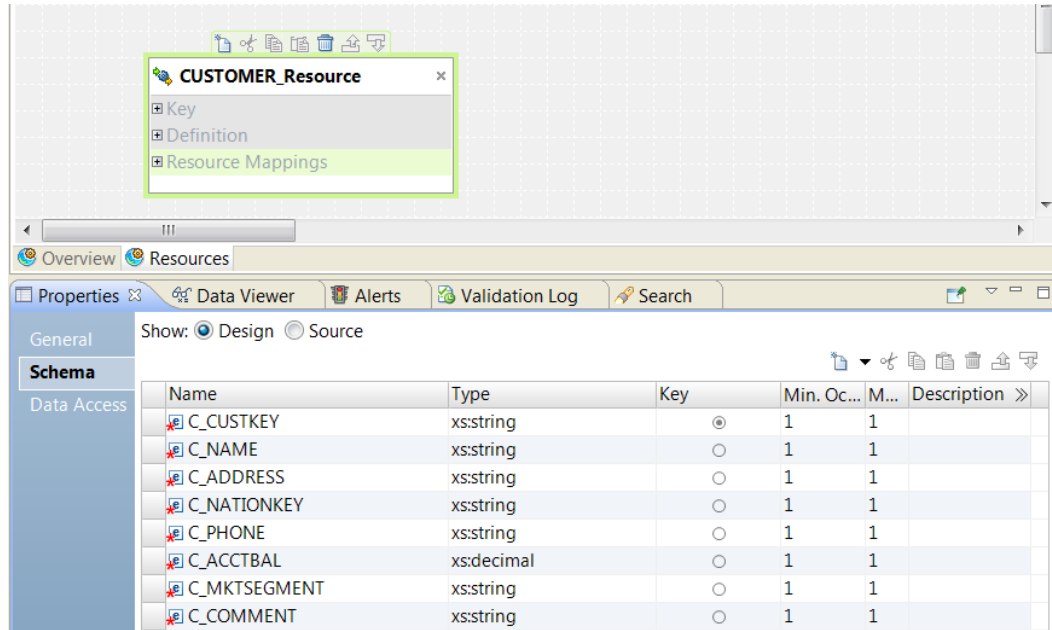 CUSTOMER_Resource
Key
Definition
Resource Mappings
Overview Resources
Properties Data Viewer Alerts Validation Log Search
General
Schema
Data Access
Show: Design Source
Name Type Key Min. Oc... M... Description
C_CUSTKEY xs:string 1 1
C_NAME xs:string 1 1
C_ADDRESS xs:string 1 1
C_NATIONKEY xs:string 1 1
C_PHONE xs:string 1 1
C_ACCTBAL xs:decimal 1 1
C_MKTSEGMENT xs:string 1 1
C_COMMENT xs:string 1 1